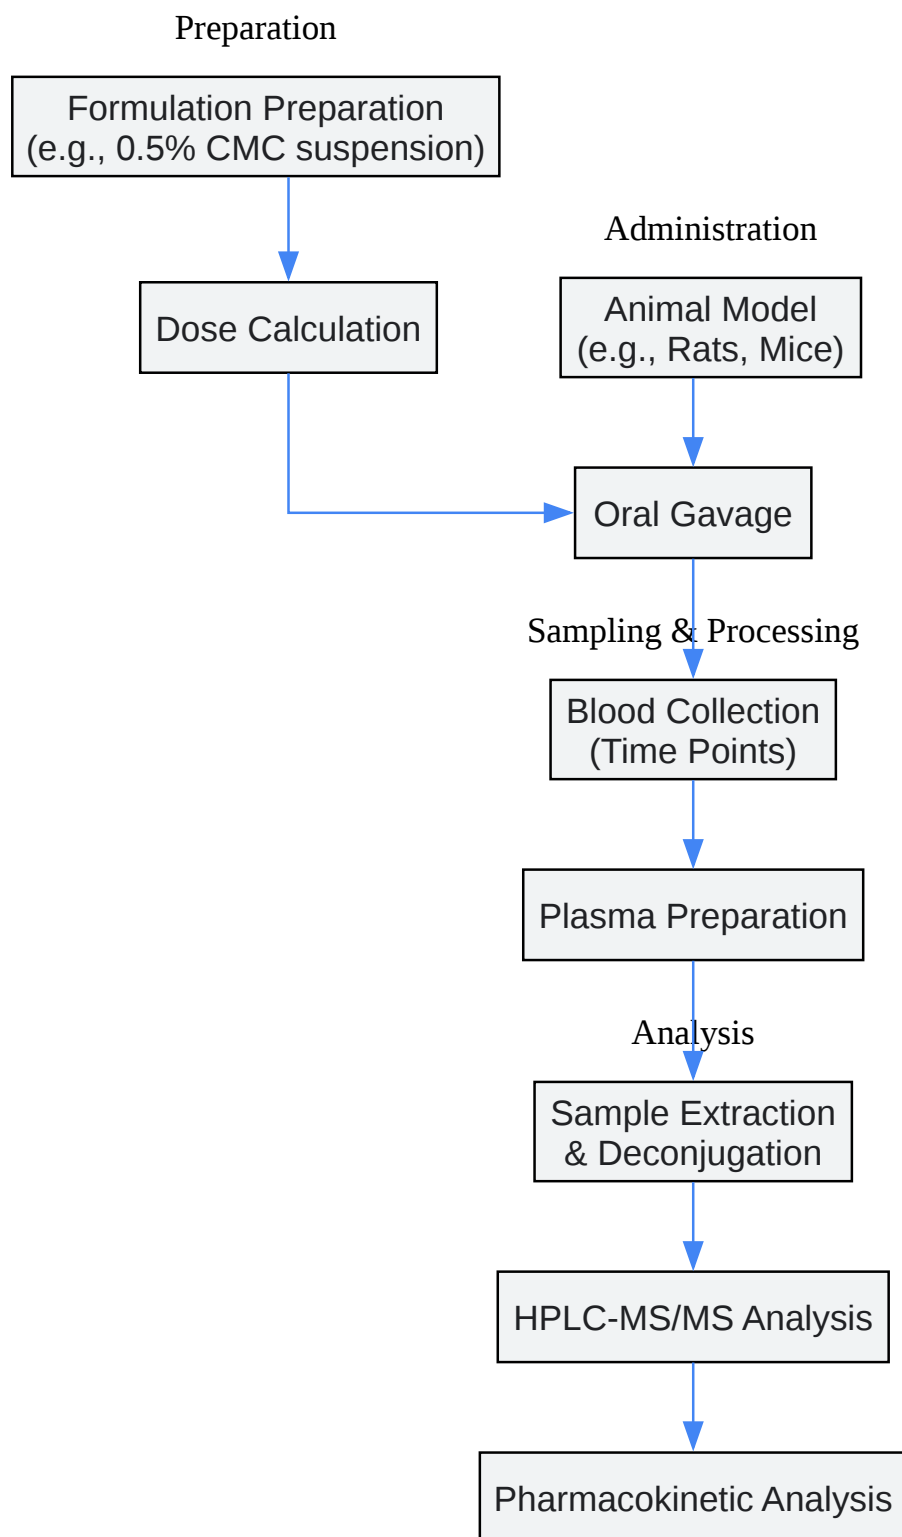 Preparation
Formulation Preparation
(e.g., 0.5% CMC suspension)
Dose Calculation
Administration
Animal Model
(e.g., Rats, Mice)
Oral Gavage
Sampling & Processing
Blood Collection
(Time Points)
Plasma Preparation
Analysis
Sample Extraction
& Deconjugation
HPLC-MS/MS Analysis
Pharmacokinetic Analysis